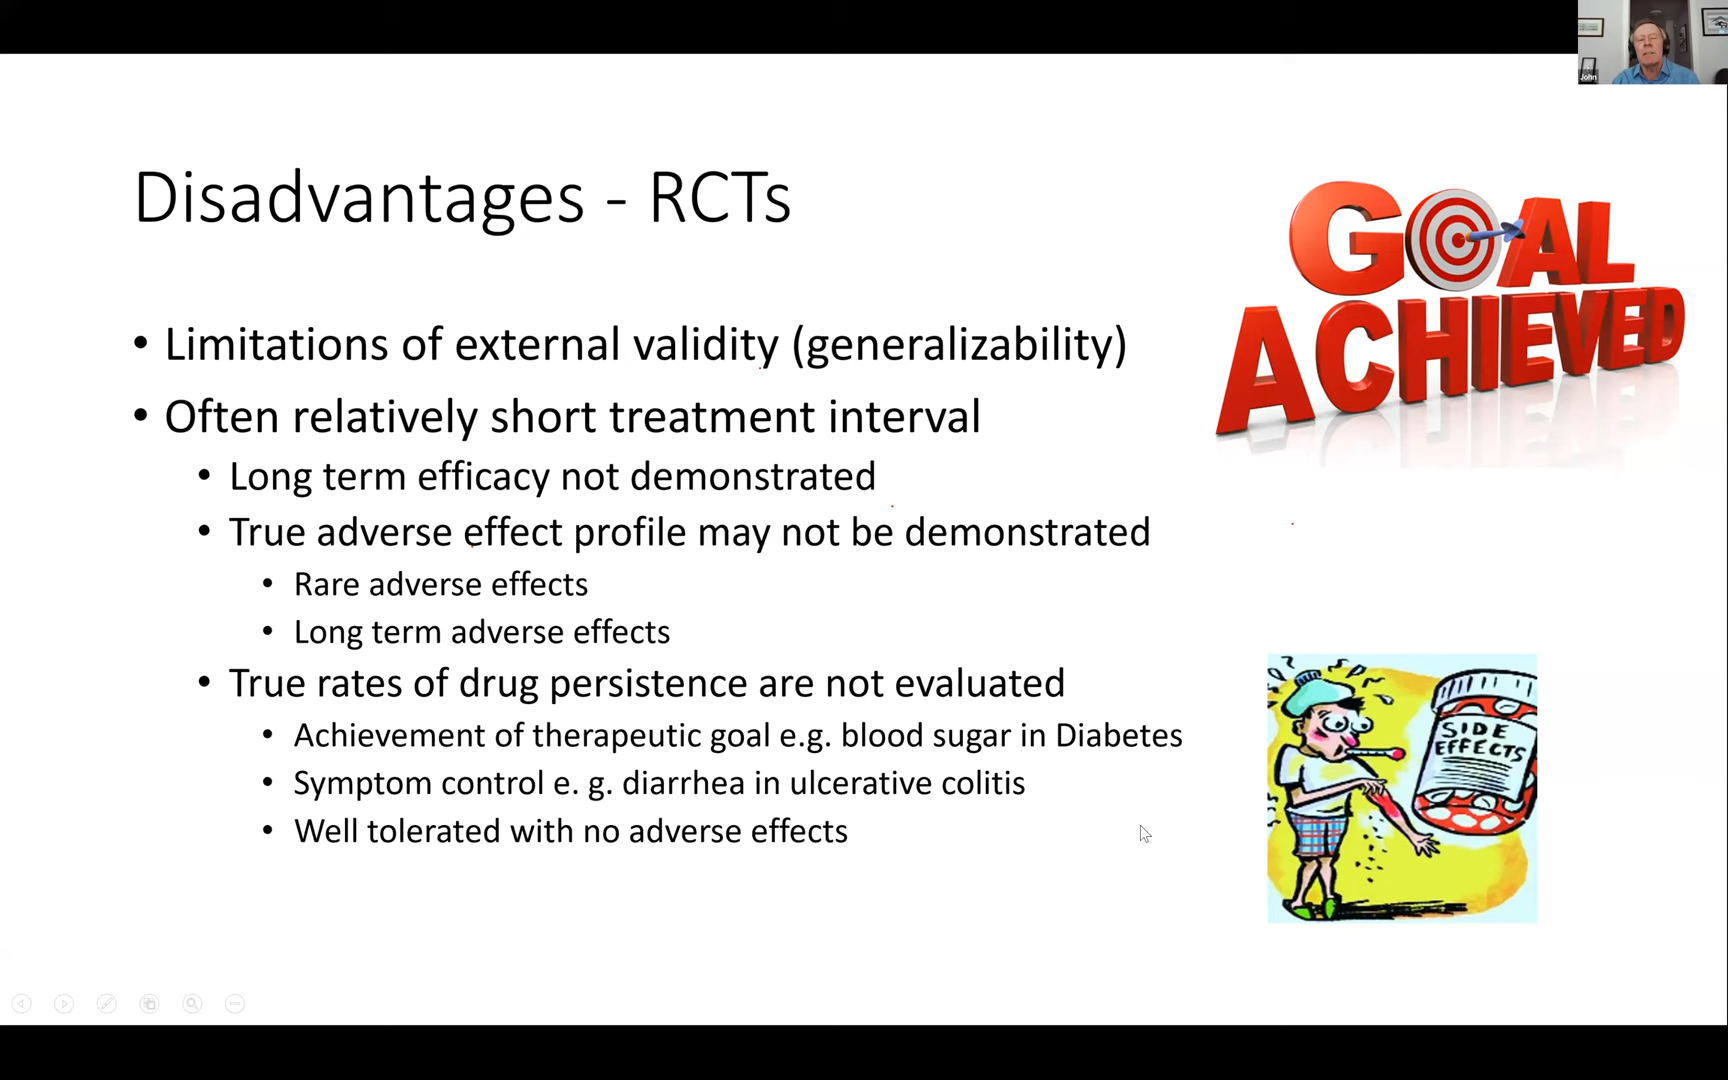 John
Disadvantages - RCTs
GOAL
ACHIEVED
• Limitations of external validity (generalizability)
• Often relatively short treatment interval
• Long term efficacy not demonstrated
• True adverse effect profile may not be demonstrated
• Rare adverse effects
• Long term adverse effects
• True rates of drug persistence are not evaluated
• Achievement of therapeutic goal e.g. blood sugar in Diabetes
• Symptom control e. g. diarrhea in ulcerative colitis
• Well tolerated with no adverse effects
SIDE
EFFECTS